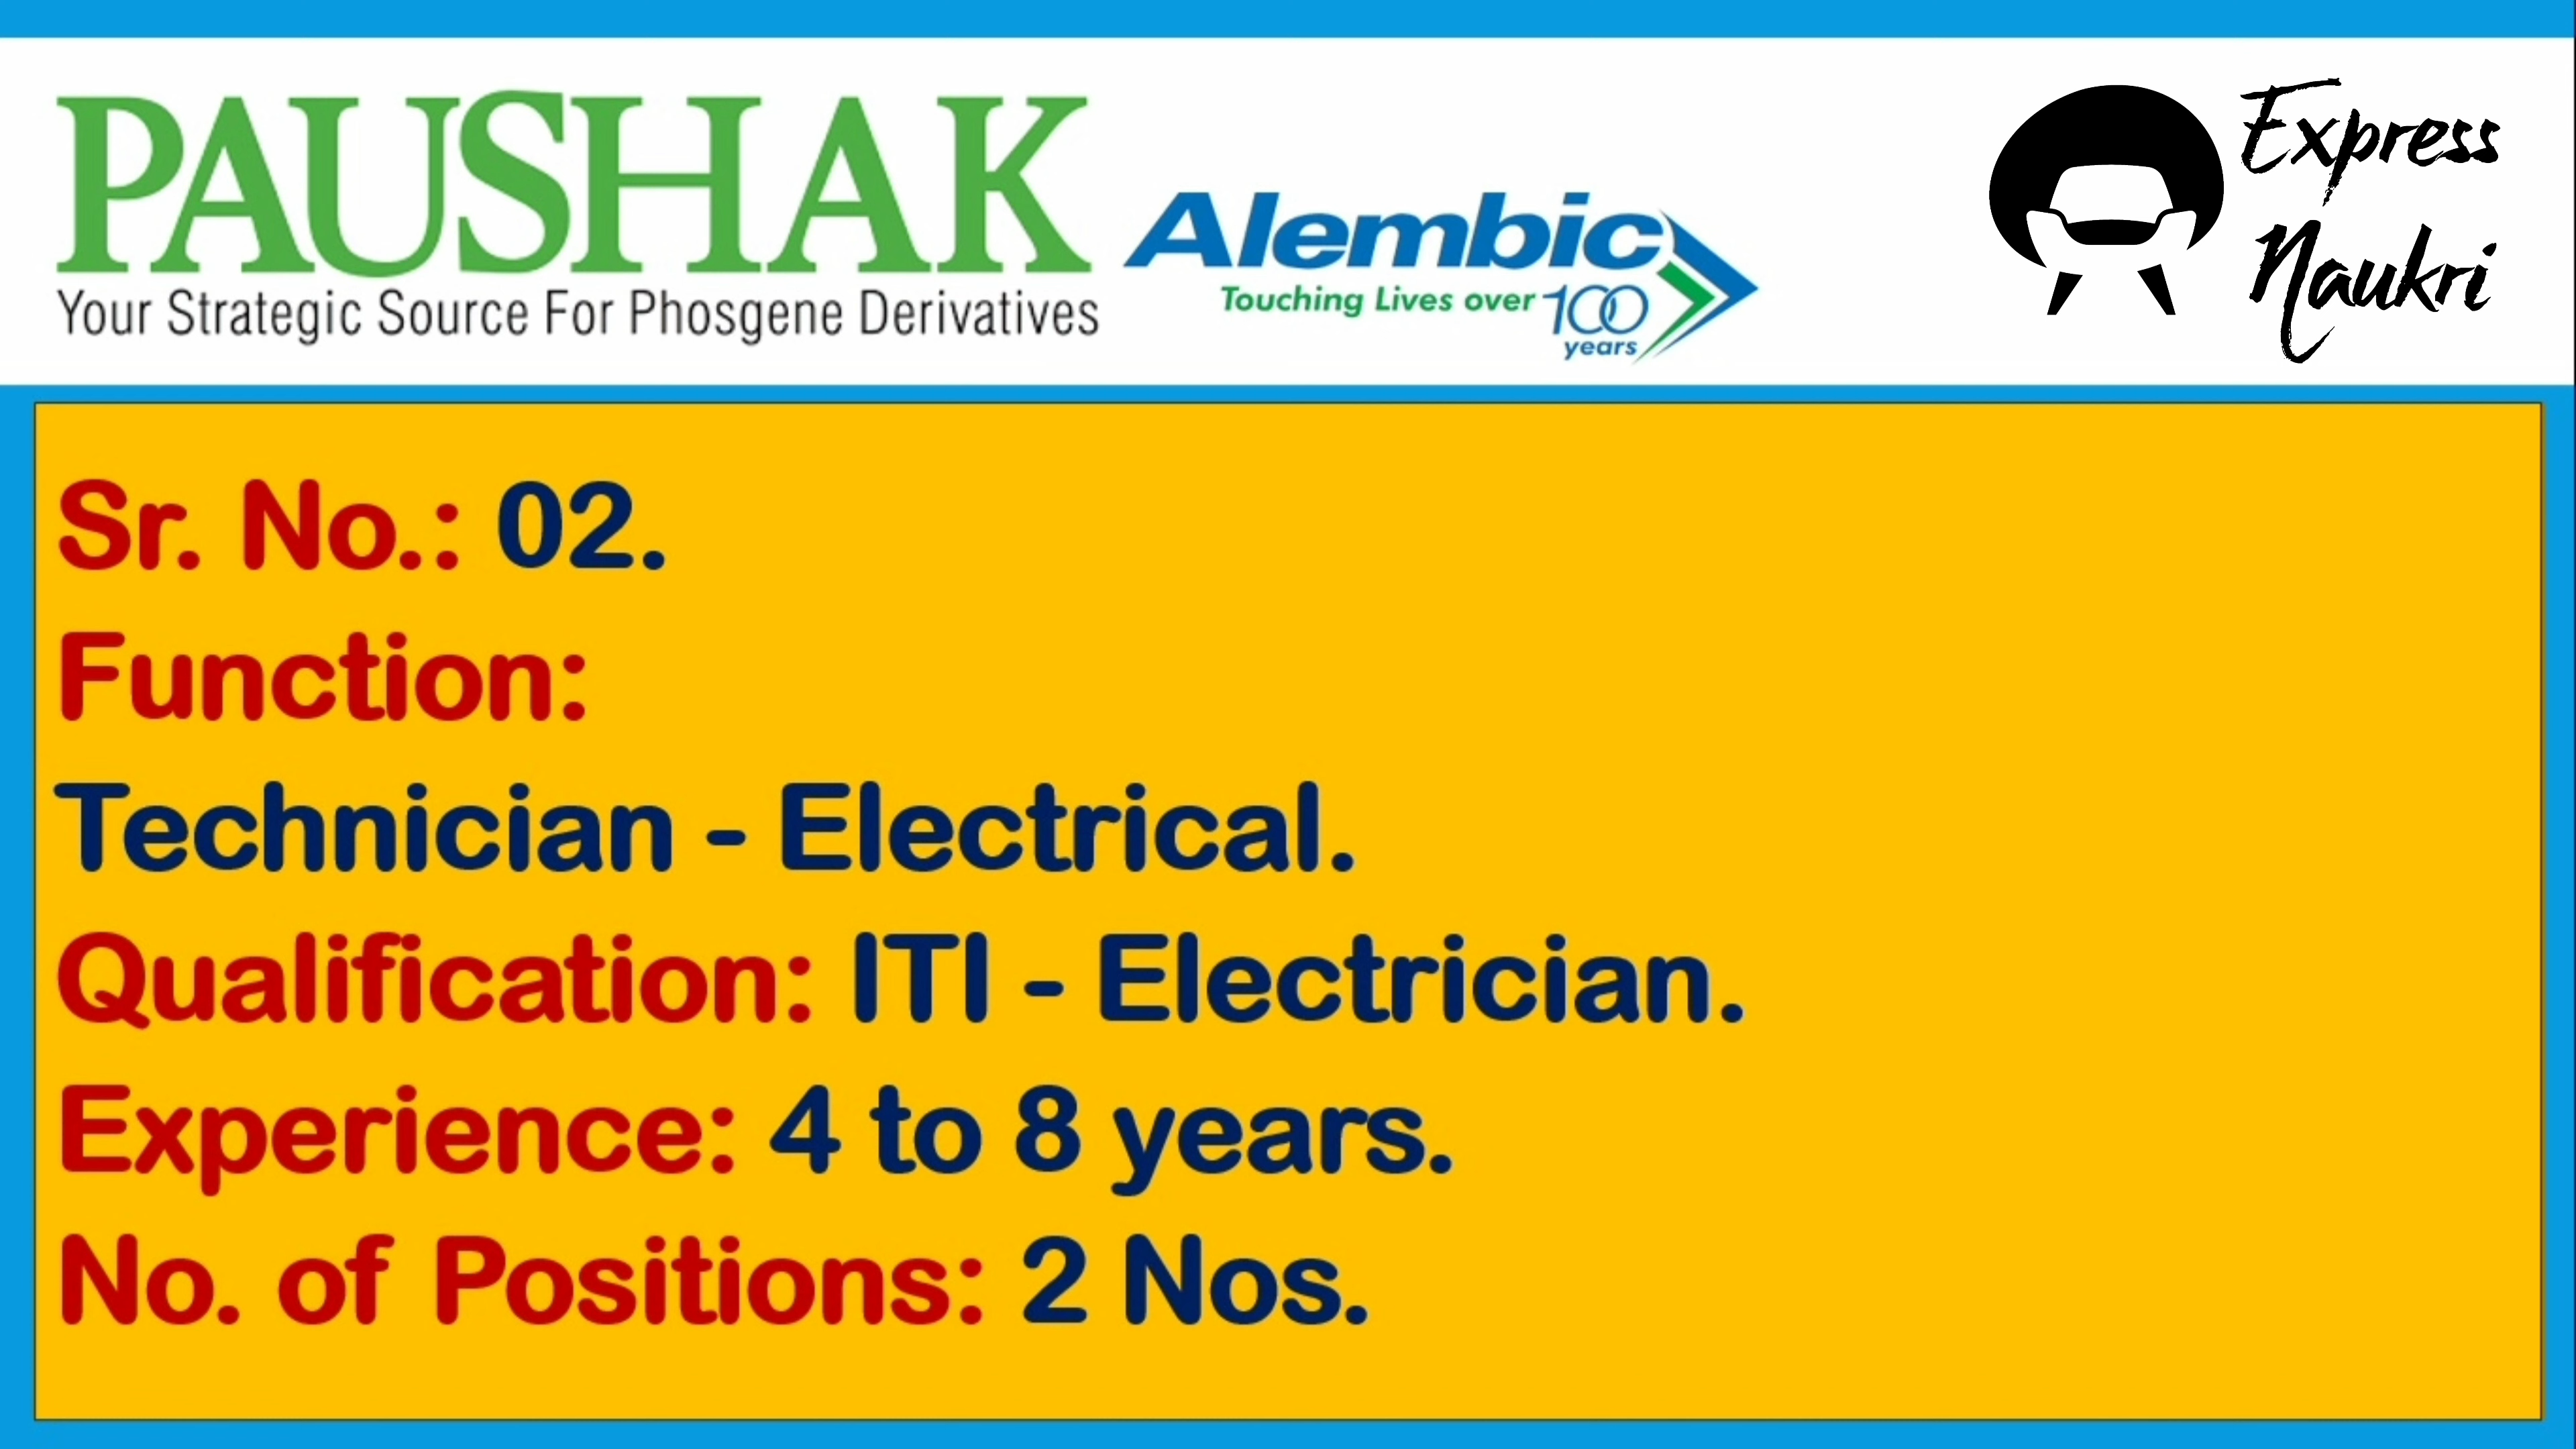 PAUSHAK
Your Strategic Source For Phosgene Derivatives
Alembic
Touching Lives over 100
years
Express
Naukri
Sr. No.: 02.
Function:
Technician - Electrical.
Qualification: ITI - Electrician.
Experience: 4 to 8 years.
No. of Positions: 2 Nos.